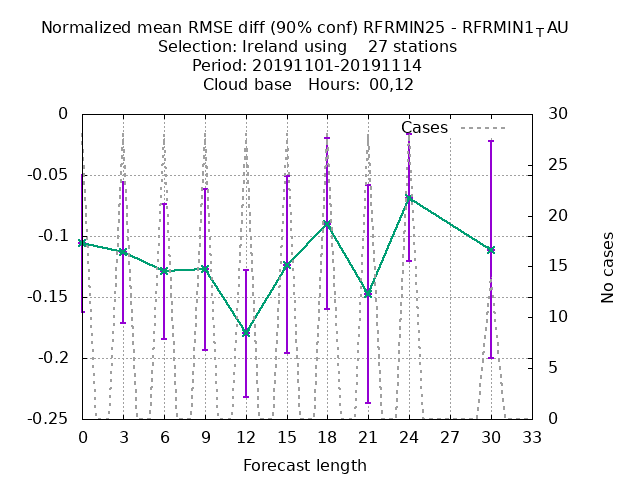 Normalized mean RMSE diff (90% conf) RFRMIN25 - RFRMIN1_TAU
Selection: Ireland using    27 stations
Period: 20191101-20191114
Cloud base   Hours: 00,12
Cases
0
-0.05
-0.1
-0.15
-0.2
-0.25
30
25
20
15
10
5
0
No cases
0 3 6 9 12 15 18 21 24 27 30 33
Forecast length